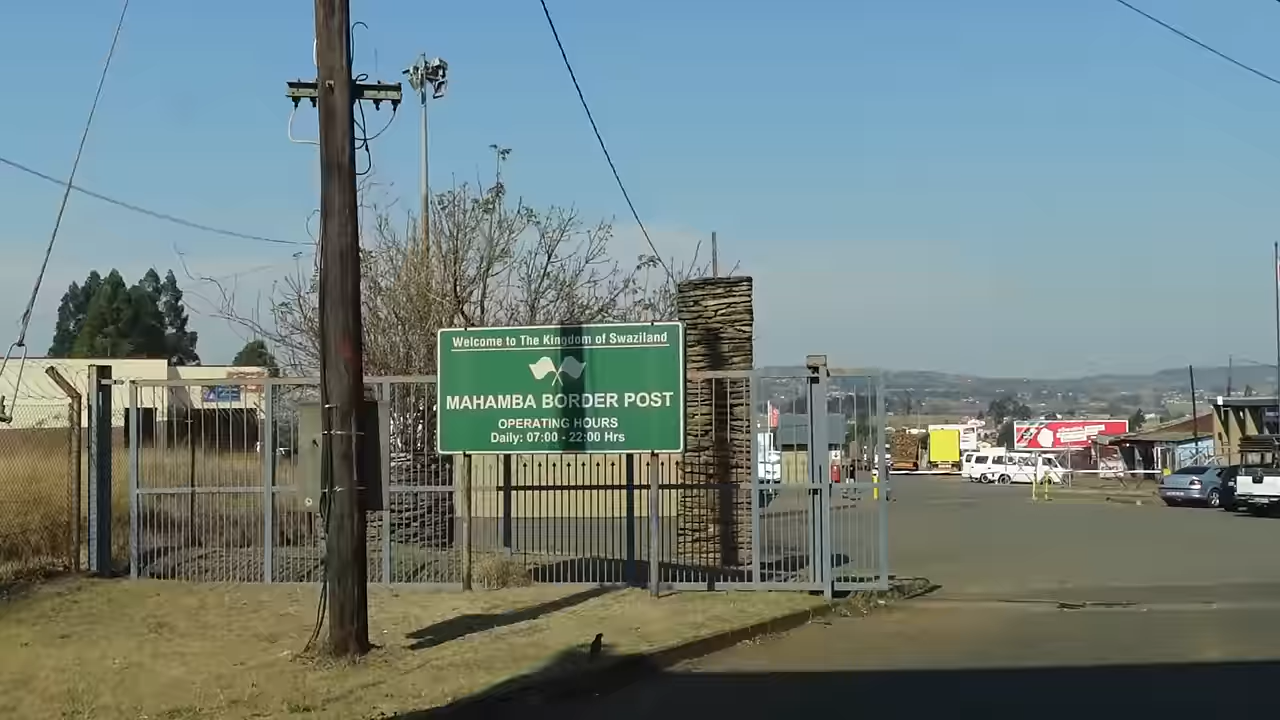 Welcome to The Kingdom of Swaziland
MAHAMBA BORDER POST
OPERATING HOURS
Daily: 07:00 - 22:00 Hrs